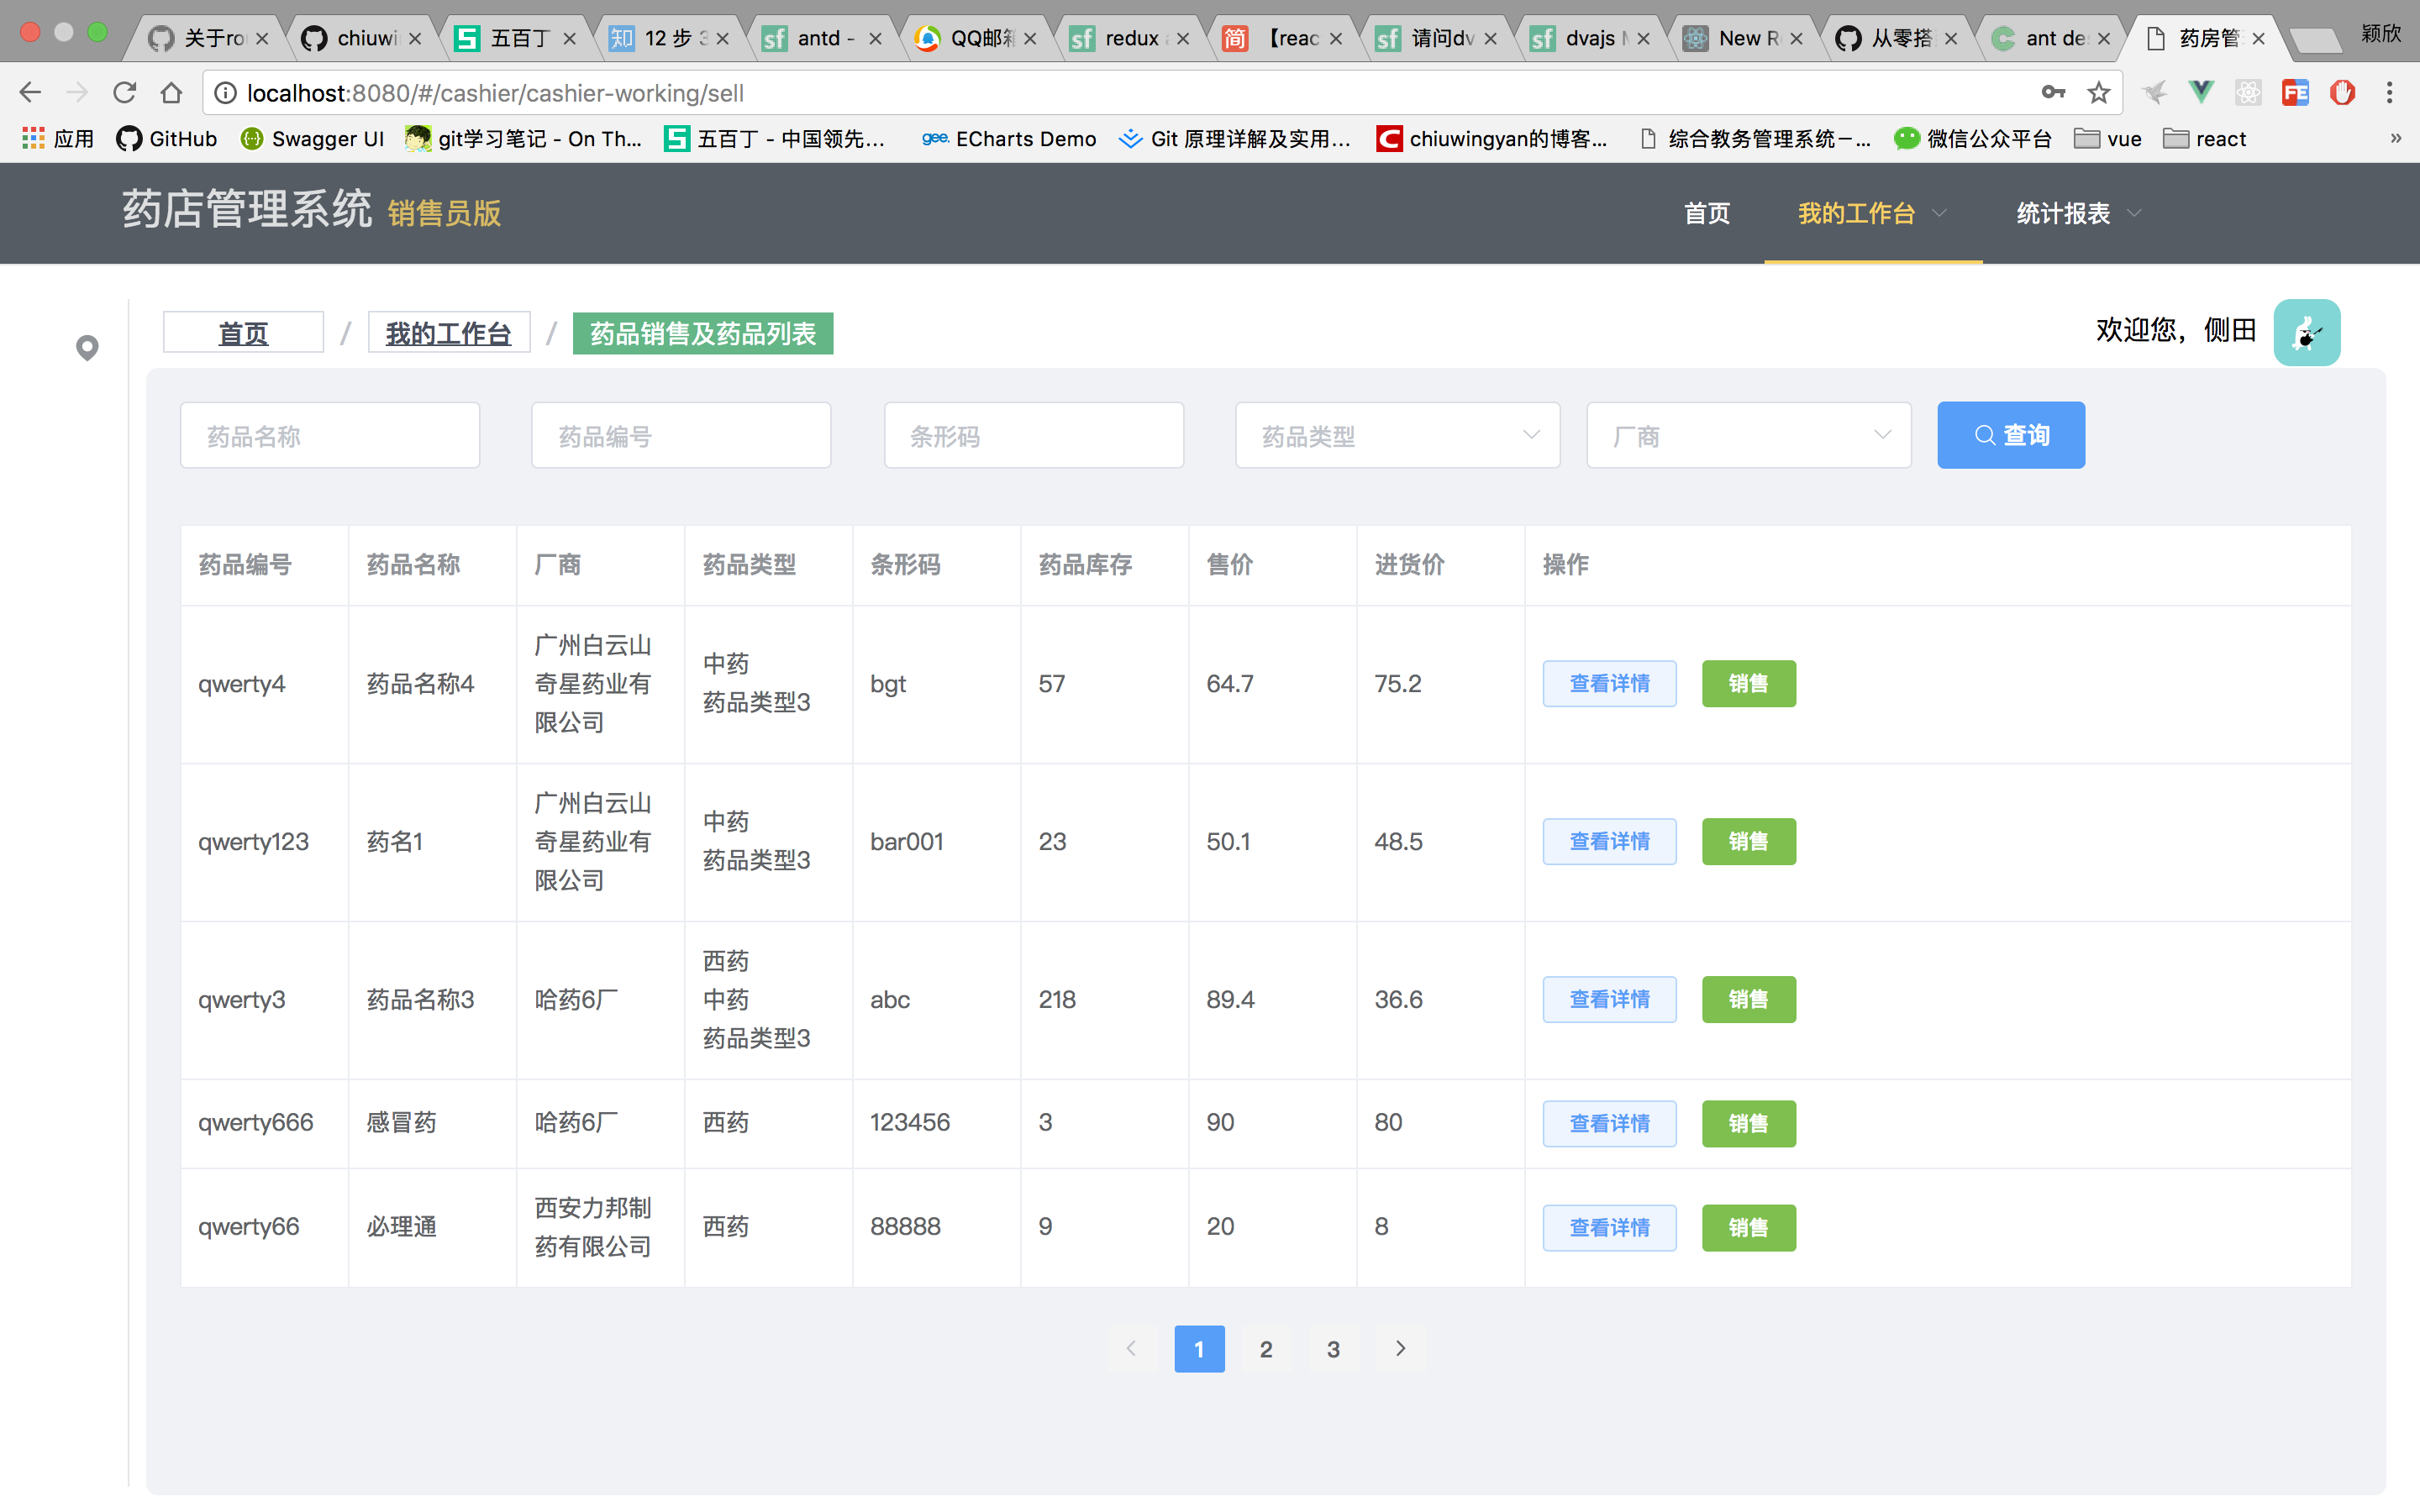 关于ro
chiuwi
五百丁
知 12 步 3
sf antd -
QQ邮箱
sf redux a
简 【reac
sf 请问dv
sf dvajs
New R
从零搭
ant de
药房管
颖欣
localhost:8080/#/cashier/cashier-working/sell
应用
GitHub
Swagger UI
git学习笔记 - On Th...
五百丁 - 中国领先...
gee. ECharts Demo
Git 原理详解及实用...
C chiuwingyan的博客...
综合教务管理系统－...
微信公众平台
vue
react
»
药店管理系统 销售员版
首页
我的工作台
统计报表
首页 / 我的工作台 / 药品销售及药品列表
欢迎您，侧田
药品名称
药品编号
条形码
药品类型
厂商
查询
药品编号 药品名称 厂商 药品类型 条形码 药品库存 售价 进货价 操作
qwerty4
药品名称4
广州白云山
奇星药业有
限公司
中药
药品类型3
bgt
57
64.7
75.2
查看详情
销售
qwerty123
药名1
广州白云山
奇星药业有
限公司
中药
药品类型3
bar001
23
50.1
48.5
查看详情
销售
qwerty3
药品名称3
哈药6厂
西药
中药
药品类型3
abc
218
89.4
36.6
查看详情
销售
qwerty666
感冒药
哈药6厂
西药
123456
3
90
80
查看详情
销售
qwerty66
必理通
西安力邦制
药有限公司
西药
88888
9
20
8
查看详情
销售
1 2 3